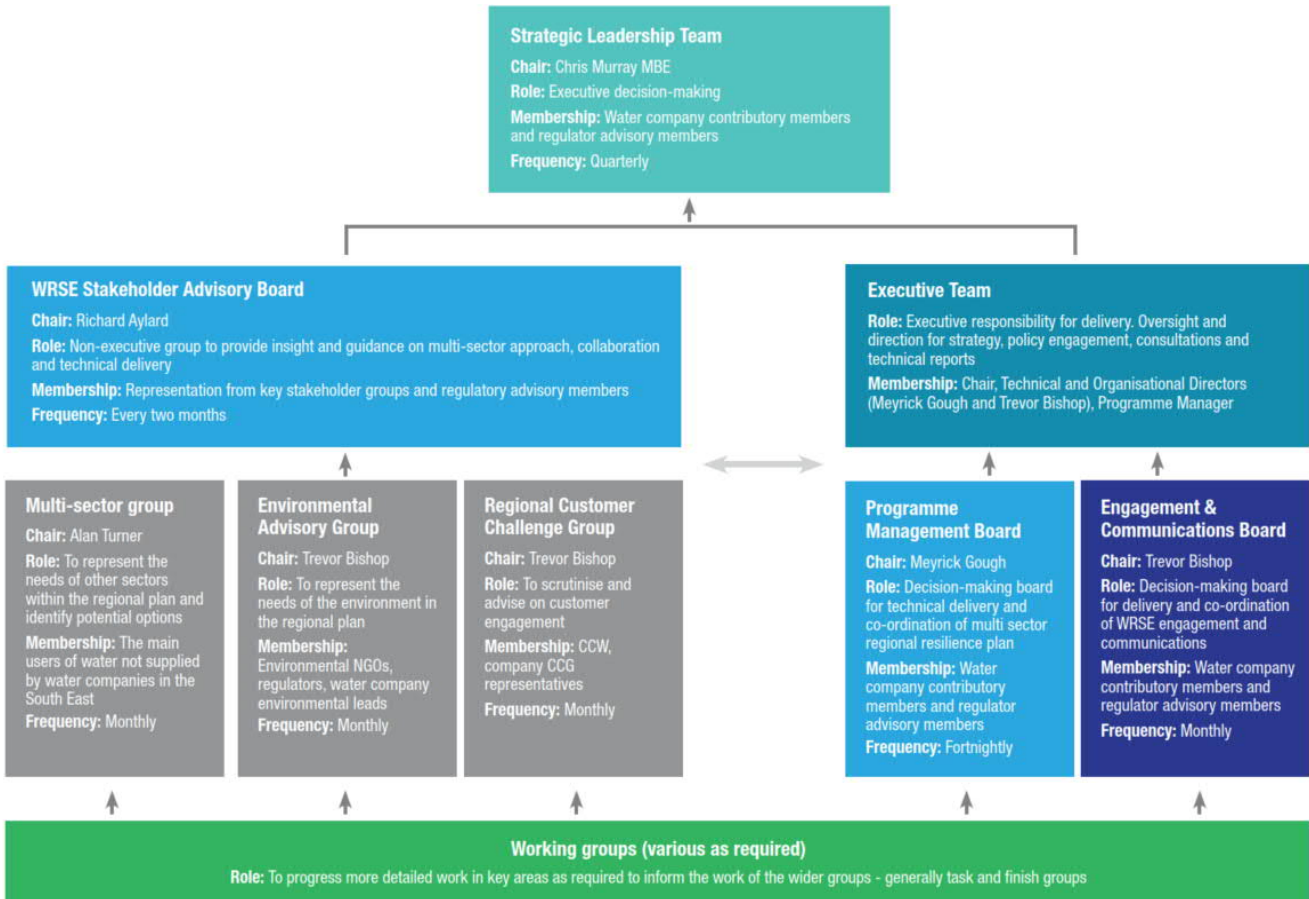 Strategic Leadership Team
Chair: Chris Murray MBE
Role: Executive decision-making
Membership: Water company contributory members
and regulator advisory members
Frequency: Quarterly
WRSE Stakeholder Advisory Board
Chair: Richard Aylard
Role: Non-executive group to provide insight and guidance on multi-sector approach, collaboration
and technical delivery
Membership: Representation from key stakeholder groups and regulatory advisory members
Frequency: Every two months
Executive Team
Role: Executive responsibility for delivery. Oversight and
direction for strategy, policy engagement, consultations and
technical reports
Membership: Chair, Technical and Organisational Directors
(Meyrick Gough and Trevor Bishop), Programme Manager
Multi-sector group
Chair: Alan Turner
Role: To represent the
needs of other sectors
within the regional plan and
identify potential options
Membership: The main
users of water not supplied
by water companies in the
South East
Frequency: Monthly
Environmental
Advisory Group
Chair: Trevor Bishop
Role: To represent the
needs of the environment in
the regional plan
Membership:
Environmental NGOs,
regulators, water company
environmental leads
Frequency: Monthly
Regional Customer
Challenge Group
Chair: Trevor Bishop
Role: To scrutinise and
advise on customer
engagement
Membership: CCW,
company CCG
representatives
Frequency: Monthly
Programme
Management Board
Chair: Meyrick Gough
Role: Decision-making board
for technical delivery and
co-ordination of multi sector
regional resilience plan
Membership: Water
company contributory
members and regulator
advisory members
Frequency: Fortnightly
Engagement &
Communications Board
Chair: Trevor Bishop
Role: Decision-making board
for delivery and co-ordination
of WRSE engagement and
communications
Membership: Water company
contributory members and
regulator advisory members
Frequency: Monthly
Working groups (various as required)
Role: To progress more detailed work in key areas as required to inform the work of the wider groups - generally task and finish groups